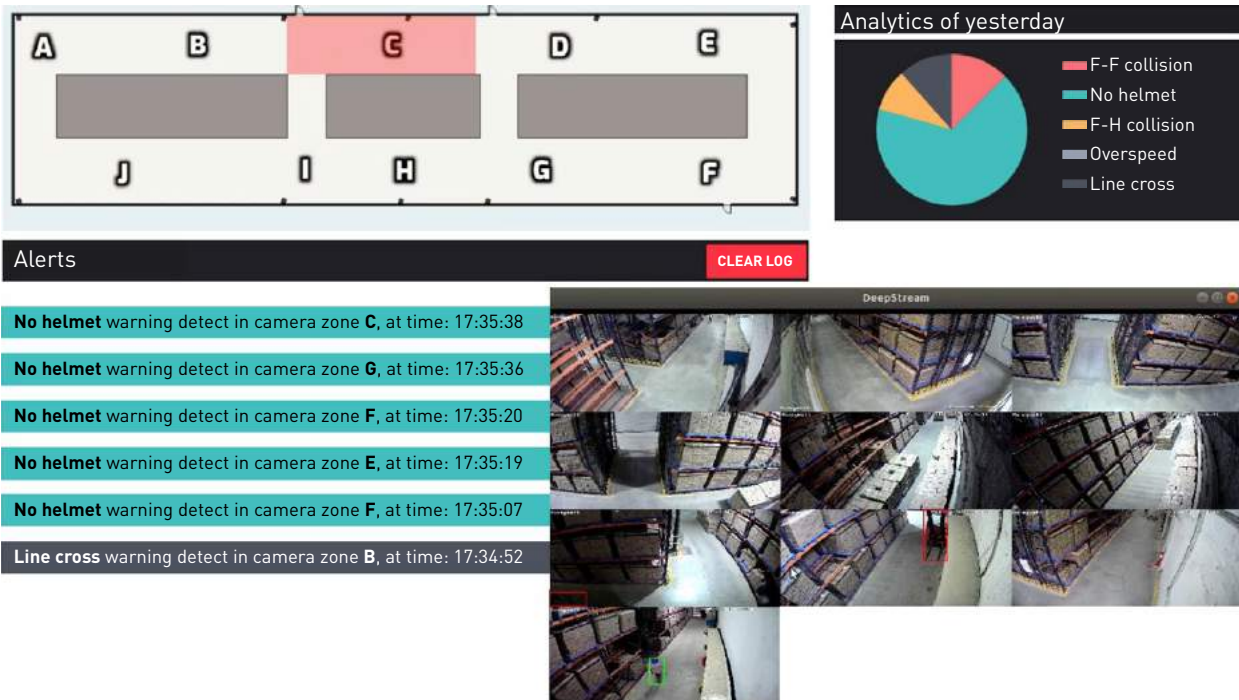 A
B
C
D
E
J
I
H
G
F
Analytics of yesterday
F-F collision
No helmet
F-H collision
Overspeed
Line cross
Alerts
CLEAR LOG
No helmet warning detect in camera zone C, at time: 17:35:38
No helmet warning detect in camera zone G, at time: 17:35:36
No helmet warning detect in camera zone F, at time: 17:35:20
No helmet warning detect in camera zone E, at time: 17:35:19
No helmet warning detect in camera zone F, at time: 17:35:07
Line cross warning detect in camera zone B, at time: 17:34:52
DeepStream